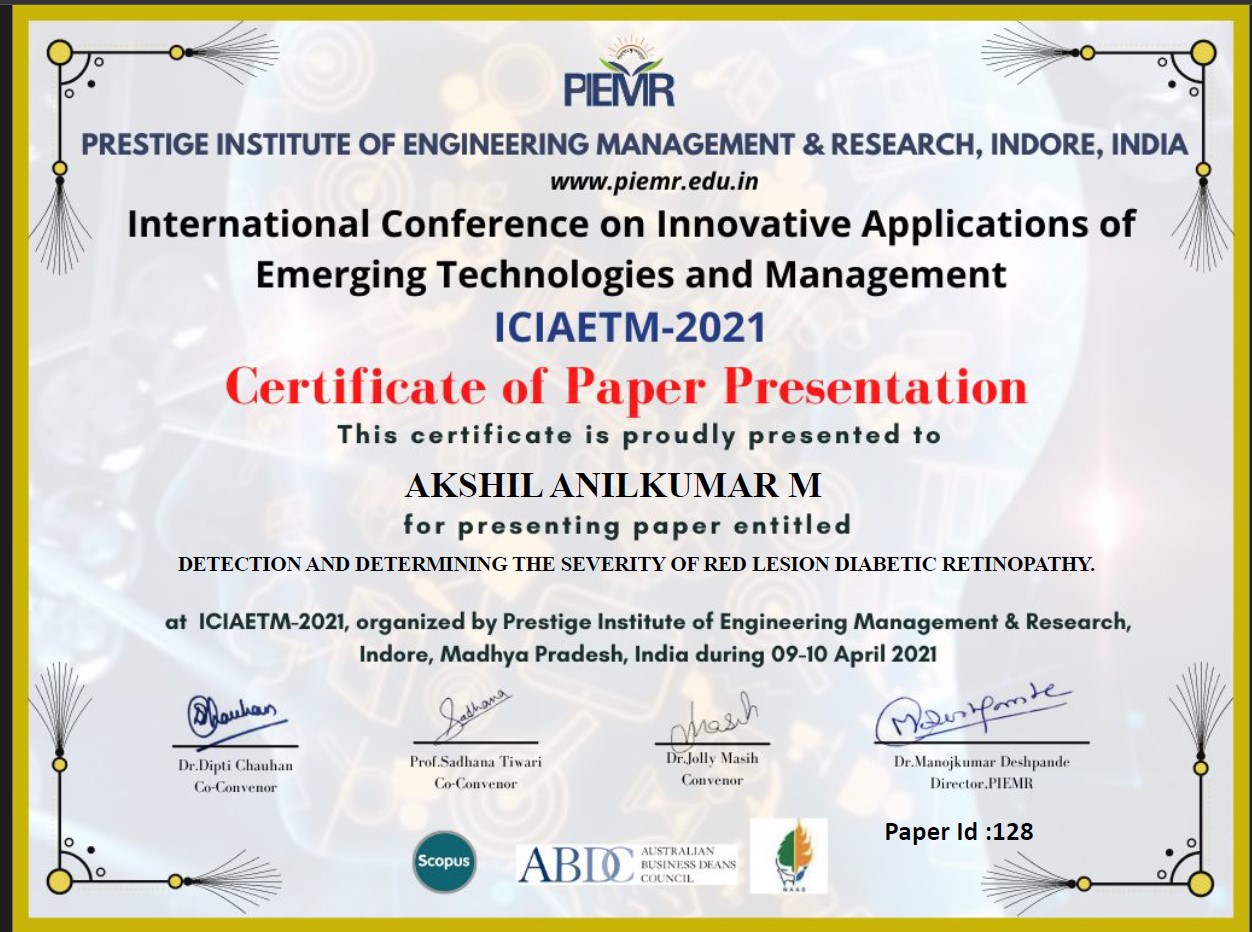 PIEMR
PRESTIGE INSTITUTE OF ENGINEERING MANAGEMENT & RESEARCH, INDORE, INDIA
www.piemr.edu.in
International Conference on Innovative Applications of
Emerging Technologies and Management
ICIAETM-2021
Certificate of Paper Presentation
This certificate is proudly presented to
AKSHIL ANILKUMAR M
for presenting paper entitled
DETECTION AND DETERMINING THE SEVERITY OF RED LESION DIABETIC RETINOPATHY.
at ICIAETM-2021, organized by Prestige Institute of Engineering Management & Research,
Indore, Madhya Pradesh, India during 09-10 April 2021
DChauhan Sadhana Masih MDeshpande
Dr.Dipti Chauhan Prof.Sadhana Tiwari Dr.Jolly Masih Dr.Manojkumar Deshpande
Co-Convenor Co-Convenor Convenor Director,PIEMR
Paper Id :128
Scopus
ABDC AUSTRALIAN
BUSINESS DEANS
COUNCIL
NAAS